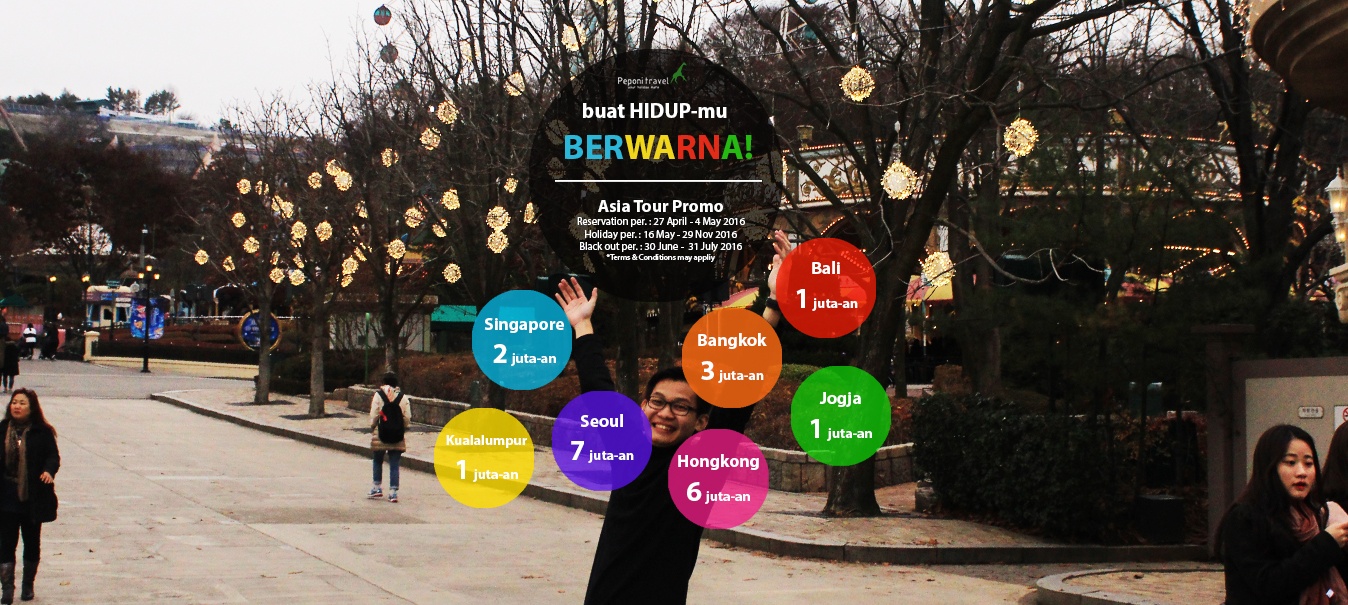 Peponi travel
buat HIDUP-mu
BERWARNA!
Asia Tour Promo
Reservation per. : 27 April - 4 May 2016
Holiday per. : 16 May - 29 Nov 2016
Black out per. : 30 June - 31 July 2016
*Terms & Conditions may apply
Bali
1 juta-an
Singapore
2 juta-an
Bangkok
3 juta-an
Jogja
1 juta-an
Seoul
7 juta-an
Kualalumpur
1 juta-an
Hongkong
6 juta-an